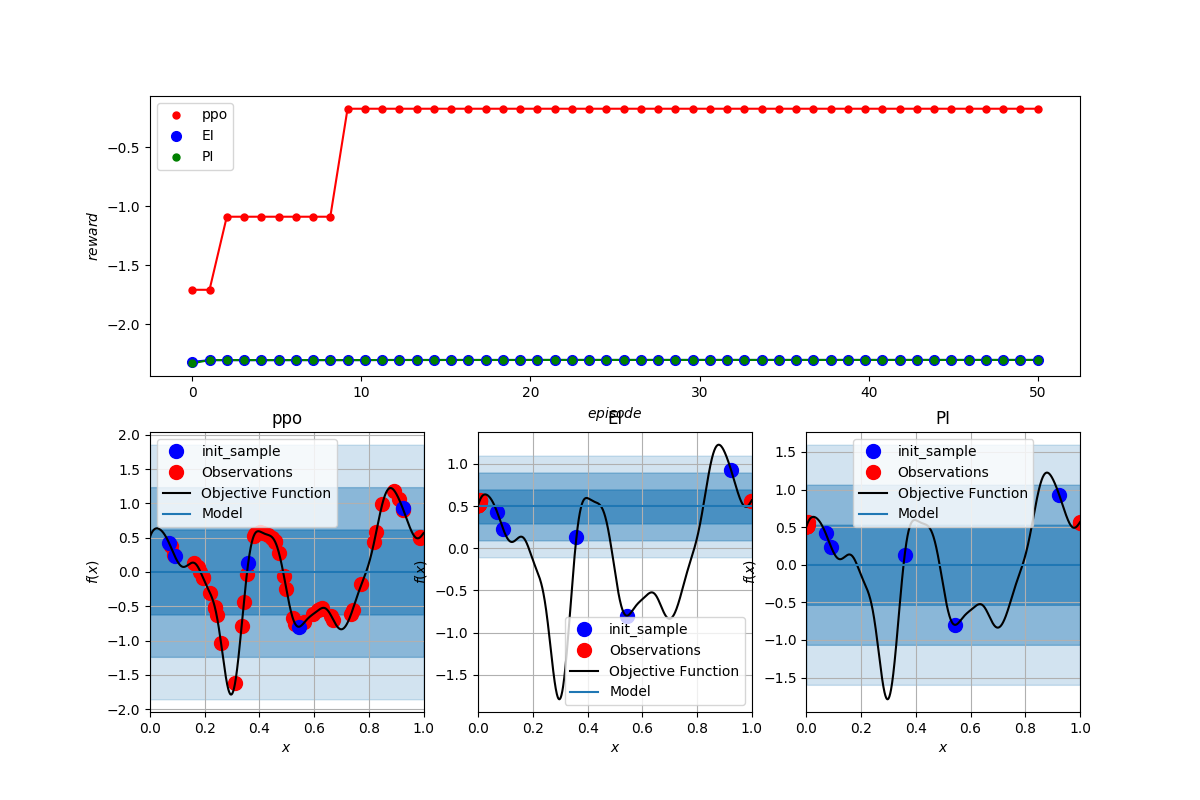 ppo
EI
PI
−0.5
−1.0
−1.5
−2.0
reward
0 10 20 30 40 50
episode
ppo EI PI
2.0
1.5
1.0
0.5
0.0
−0.5
−1.0
−1.5
−2.0
f(x)
init_sample
Observations
Objective Function
Model
0.0 0.2 0.4 0.6 0.8 1.0
x
1.0
0.5
0.0
−0.5
−1.0
−1.5
f(x)
init_sample
Observations
Objective Function
Model
0.0 0.2 0.4 0.6 0.8 1.0
x
1.5
1.0
0.5
0.0
−0.5
−1.0
−1.5
f(x)
init_sample
Observations
Objective Function
Model
0.0 0.2 0.4 0.6 0.8 1.0
x